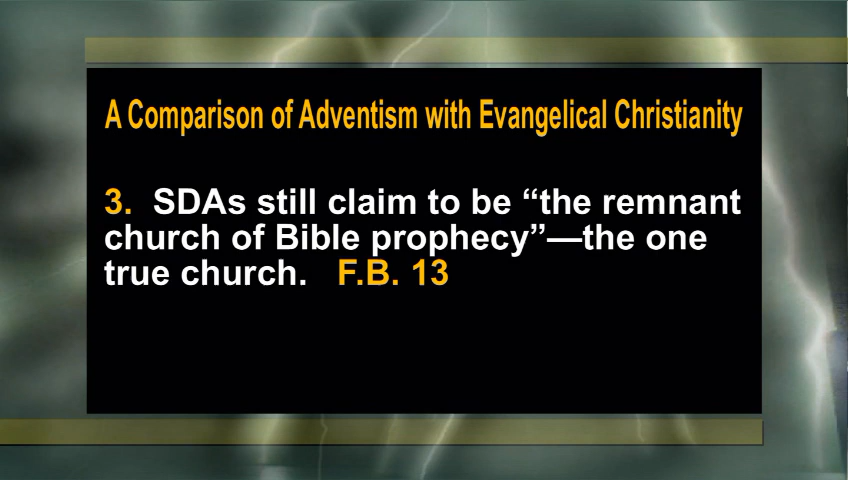 A Comparison of Adventism with Evangelical Christianity
3. SDAs still claim to be “the remnant
church of Bible prophecy”—the one
true church. F.B. 13